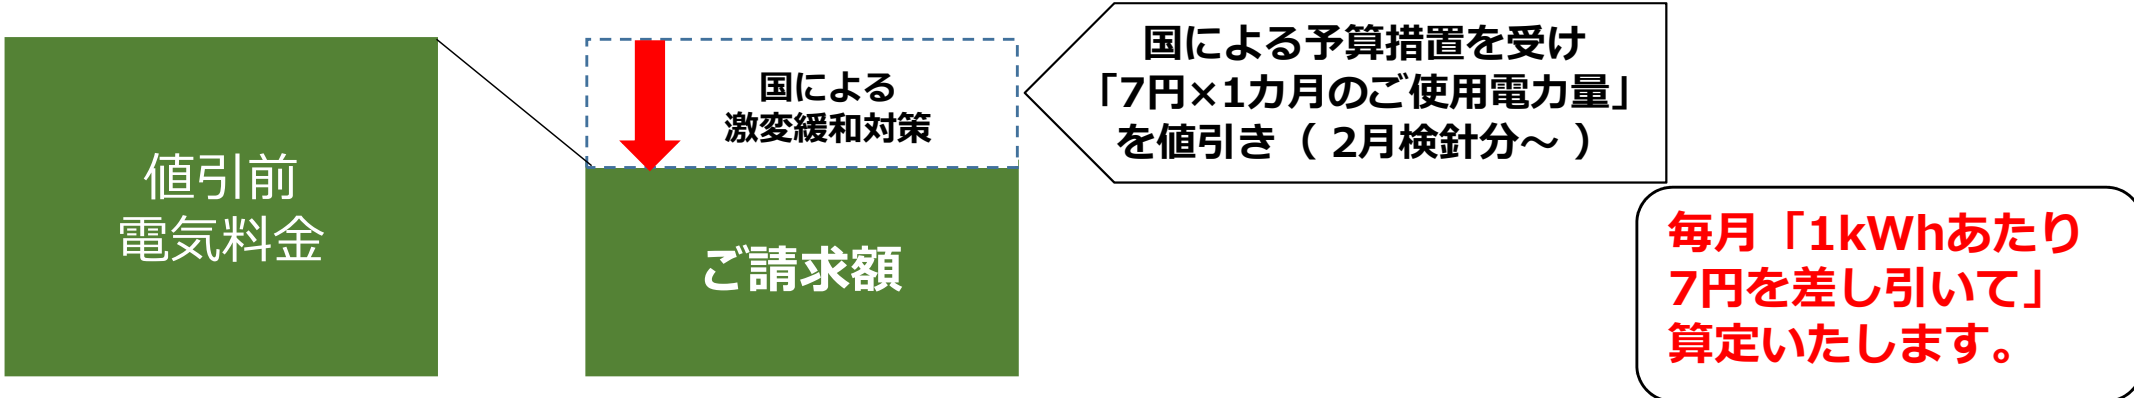 値引前
電気料金
国による
激変緩和対策
ご請求額
国による予算措置を受け
「7円×1カ月のご使用電力量」
を値引き（ 2月検針分～ ）
毎月「1kWhあたり
7円を差し引いて」
算定いたします。